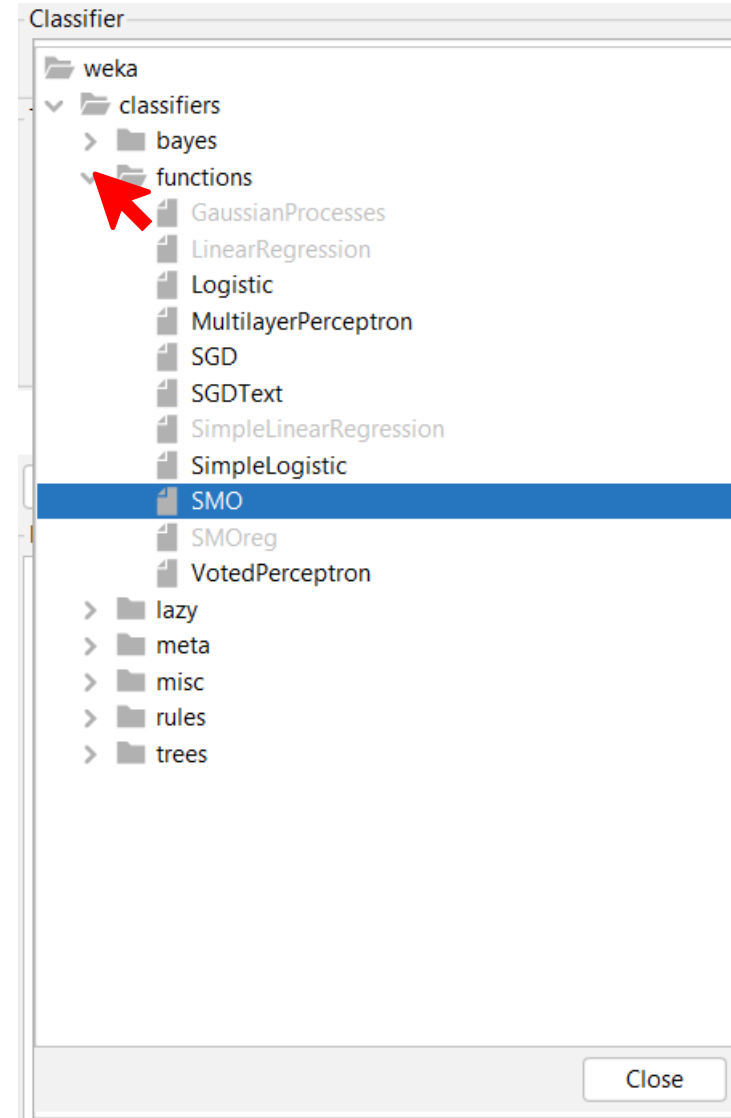 Classifier
weka
classifiers
bayes
functions
GaussianProcesses
LinearRegression
Logistic
MultilayerPerceptron
SGD
SGDText
SimpleLinearRegression
SimpleLogistic
SMO
SMOreg
VotedPerceptron
lazy
meta
misc
rules
trees
Close